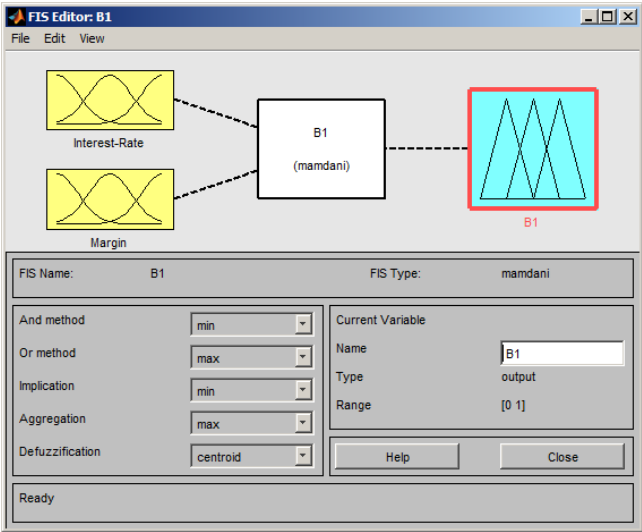 FIS Editor: B1
File Edit View
Interest-Rate
Margin
B1
(mamdani)
B1
FIS Name: B1
FIS Type: mamdani
And method min
Or method max
Implication min
Aggregation max
Defuzzification centroid
Current Variable
Name B1
Type output
Range [0 1]
Help Close
Ready